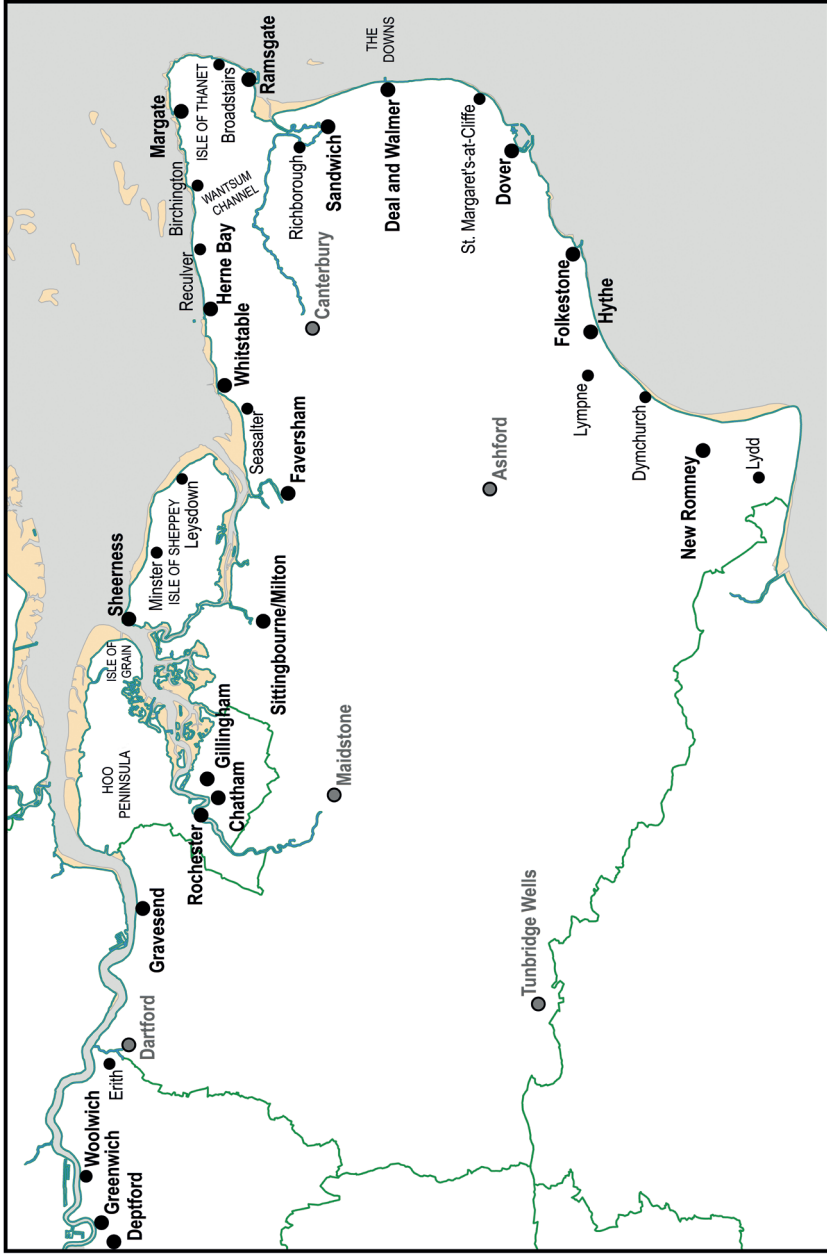 Deptford
Greenwich
Woolwich
Erith
Dartford
Gravesend
HOO
PENINSULA
Rochester
Chatham
Gillingham
Maidstone
Tunbridge Wells
ISLE OF
GRAIN
Sheerness
Minster
ISLE OF SHEPPEY
Leysdown
Sittingbourne/Milton
Faversham
Seasalter
Whitstable
Herne Bay
Reculver
Birchington
Margate
ISLE OF THANET
Broadstairs
Ramsgate
WANTSUM
CHANNEL
Richborough
Sandwich
Canterbury
THE
DOWNS
Deal and Walmer
St. Margaret's-at-Cliffe
Dover
Folkestone
Hythe
Lympne
Dymchurch
Ashford
New Romney
Lydd